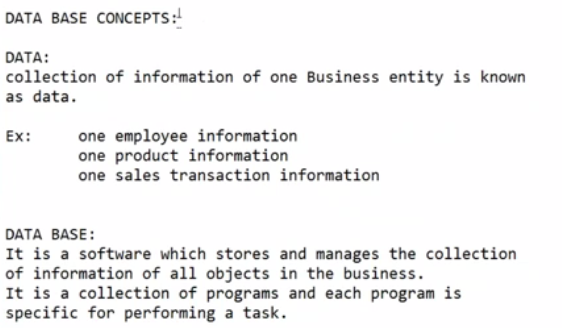 DATA BASE CONCEPTS:
DATA:
collection of information of one Business entity is known
as data.
Ex: one employee information
one product information
one sales transaction information
DATA BASE:
It is a software which stores and manages the collection
of information of all objects in the business.
It is a collection of programs and each program is
specific for performing a task.